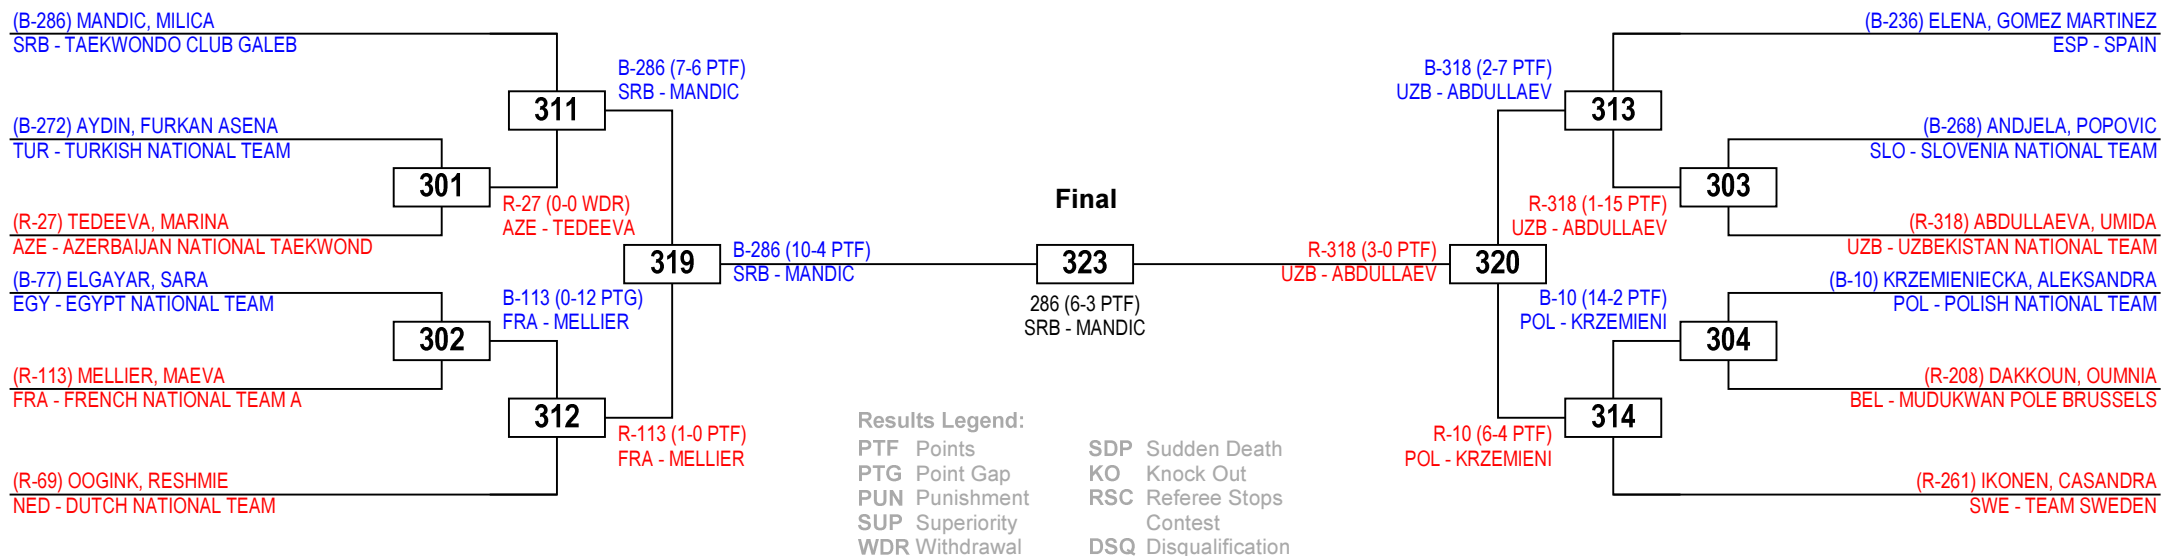 (B-286) MANDIC, MILICA
SRB - TAEKWONDO CLUB GALEB
311
B-286 (7-6 PTF)
SRB - MANDIC
(B-272) AYDIN, FURKAN ASENA
TUR - TURKISH NATIONAL TEAM
301
R-27 (0-0 WDR)
AZE - TEDEEVA
(R-27) TEDEEVA, MARINA
AZE - AZERBAIJAN NATIONAL TAEKWOND
319
B-286 (10-4 PTF)
SRB - MANDIC
(B-77) ELGAYAR, SARA
EGY - EGYPT NATIONAL TEAM
302
B-113 (0-12 PTG)
FRA - MELLIER
(R-113) MELLIER, MAEVA
FRA - FRENCH NATIONAL TEAM A
312
R-113 (1-0 PTF)
FRA - MELLIER
(R-69) OOGINK, RESHMIE
NED - DUTCH NATIONAL TEAM
Final
323
286 (6-3 PTF)
SRB - MANDIC
(B-236) ELENA, GOMEZ MARTINEZ
ESP - SPAIN
B-318 (2-7 PTF)
UZB - ABDULLAEV
313
(B-268) ANDJELA, POPOVIC
SLO - SLOVENIA NATIONAL TEAM
303
R-318 (1-15 PTF)
UZB - ABDULLAEV
(R-318) ABDULLAEVA, UMIDA
UZB - UZBEKISTAN NATIONAL TEAM
R-318 (3-0 PTF)
UZB - ABDULLAEV
320
(B-10) KRZEMIENIECKA, ALEKSANDRA
POL - POLISH NATIONAL TEAM
B-10 (14-2 PTF)
POL - KRZEMIENI
304
(R-208) DAKKOUN, OUMNIA
BEL - MUDUKWAN POLE BRUSSELS
314
R-10 (6-4 PTF)
POL - KRZEMIENI
(R-261) IKONEN, CASANDRA
SWE - TEAM SWEDEN
Results Legend:
PTF Points
PTG Point Gap
PUN Punishment
SUP Superiority
WDR Withdrawal
SDP Sudden Death
KO Knock Out
RSC Referee Stops
Contest
DSQ Disqualification